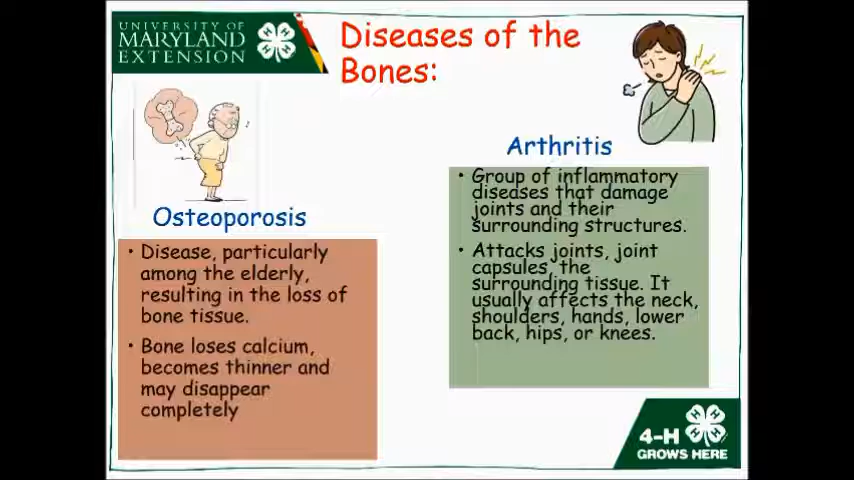 UNIVERSITY OF
MARYLAND
EXTENSION
Diseases of the
Bones:
Osteoporosis
• Disease, particularly
among the elderly,
resulting in the loss of
bone tissue.
• Bone loses calcium,
becomes thinner and
may disappear
completely
Arthritis
• Group of inflammatory
diseases that damage
joints and their
surrounding structures.
• Attacks joints, joint
capsules, the
surrounding tissue. It
usually affects the neck,
shoulders, hands, lower
back, hips, or knees.
4-H
GROWS HERE